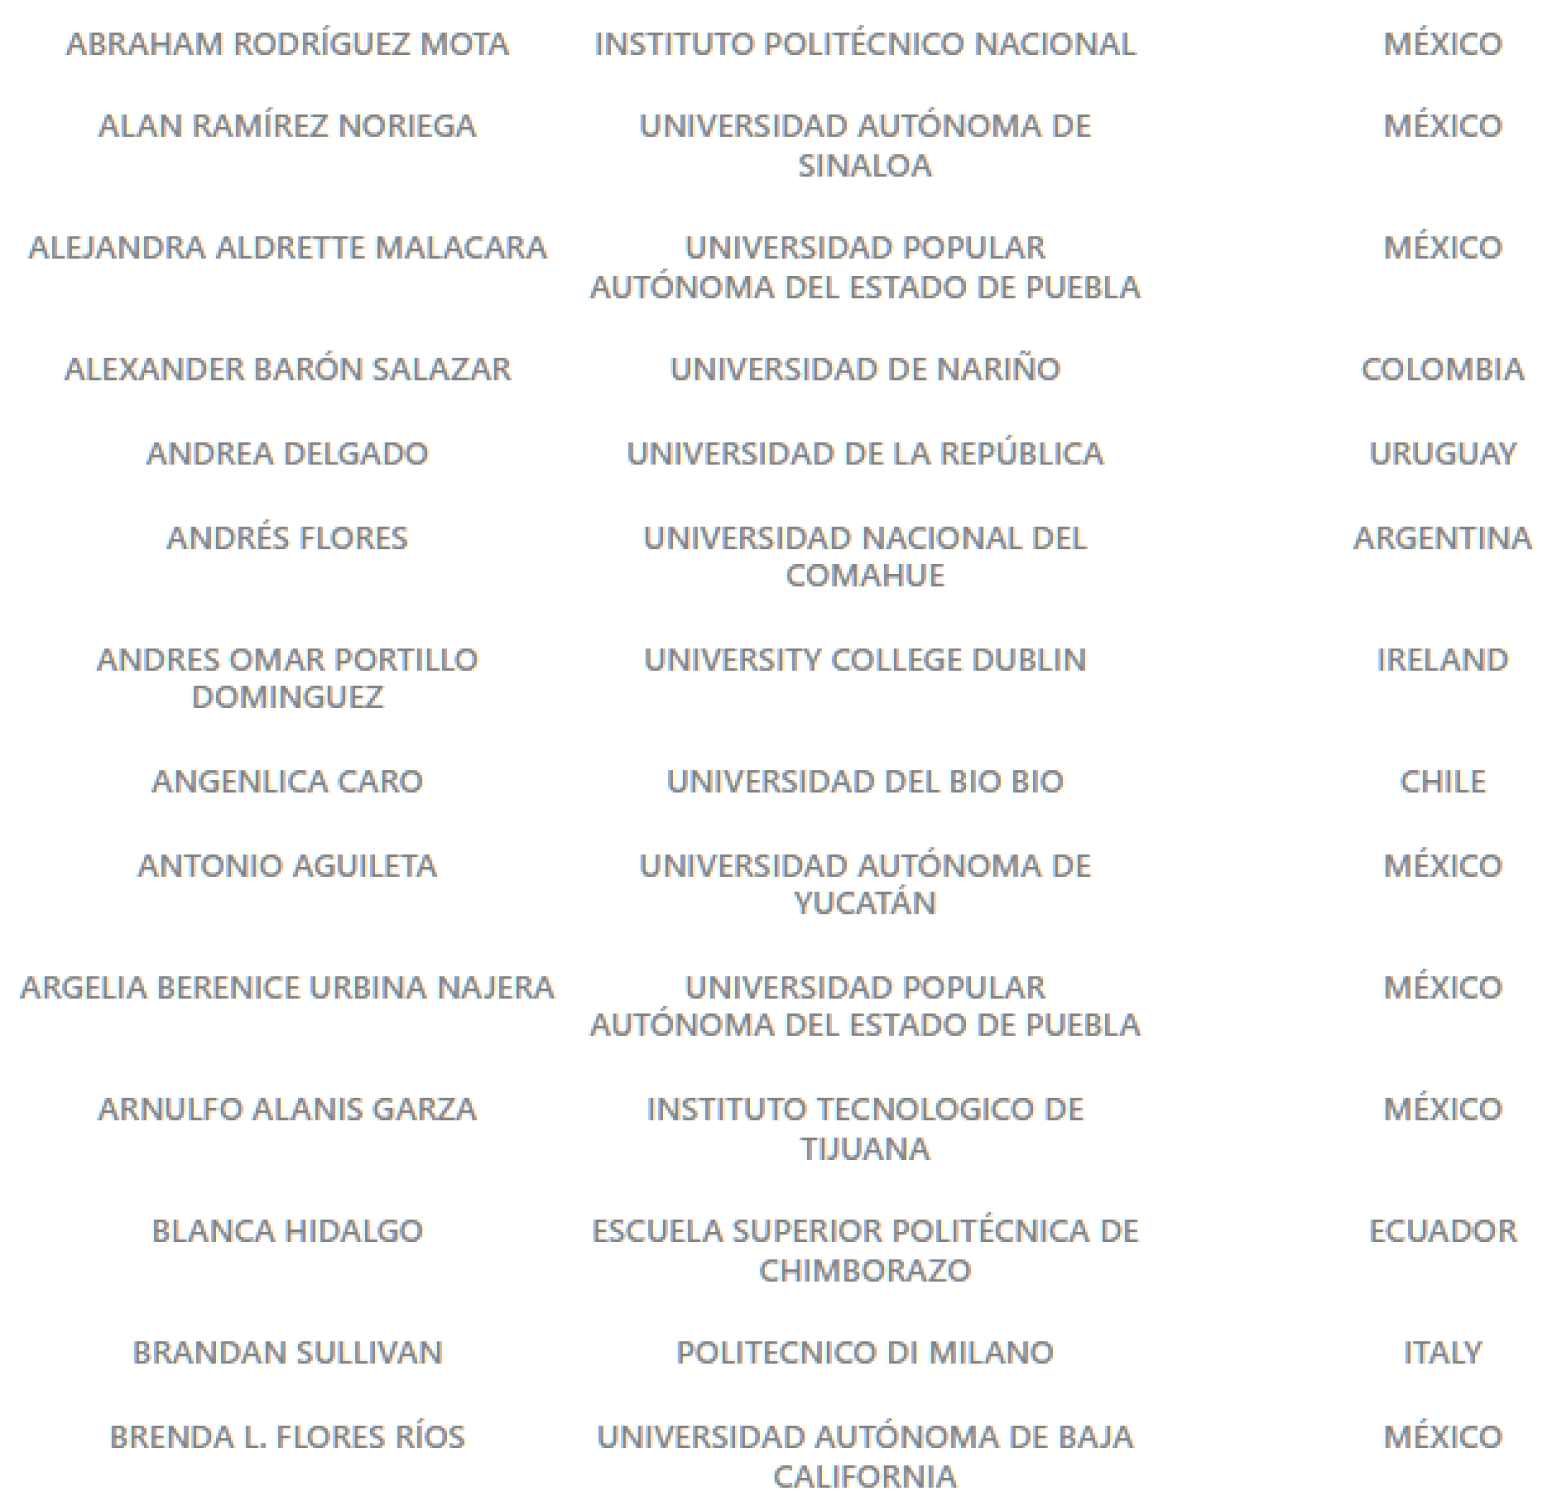 ABRAHAM RODRÍGUEZ MOTA INSTITUTO POLITÉCNICO NACIONAL MÉXICO
ALAN RAMÍREZ NORIEGA UNIVERSIDAD AUTÓNOMA DE MÉXICO
SINALOA
ALEJANDRA ALDRETTE MALACARA UNIVERSIDAD POPULAR MÉXICO
AUTÓNOMA DEL ESTADO DE PUEBLA
ALEXANDER BARÓN SALAZAR UNIVERSIDAD DE NARIÑO COLOMBIA
ANDREA DELGADO UNIVERSIDAD DE LA REPÚBLICA URUGUAY
ANDRÉS FLORES UNIVERSIDAD NACIONAL DEL ARGENTINA
COMAHUE
ANDRES OMAR PORTILLO UNIVERSITY COLLEGE DUBLIN IRELAND
DOMINGUEZ
ANGENLICA CARO UNIVERSIDAD DEL BIO BIO CHILE
ANTONIO AGUILETA UNIVERSIDAD AUTÓNOMA DE MÉXICO
YUCATÁN
ARGELIA BERENICE URBINA NAJERA UNIVERSIDAD POPULAR MÉXICO
AUTÓNOMA DEL ESTADO DE PUEBLA
ARNULFO ALANIS GARZA INSTITUTO TECNOLOGICO DE MÉXICO
TIJUANA
BLANCA HIDALGO ESCUELA SUPERIOR POLITÉCNICA DE ECUADOR
CHIMBORAZO
BRANDAN SULLIVAN POLITECNICO DI MILANO ITALY
BRENDA L. FLORES RÍOS UNIVERSIDAD AUTÓNOMA DE BAJA MÉXICO
CALIFORNIA